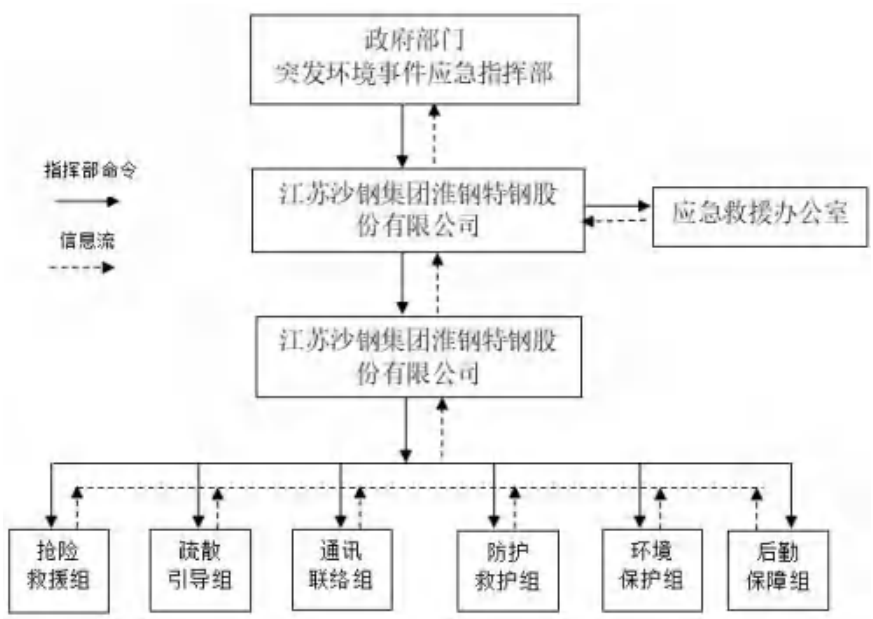 政府部门
突发环境事件应急指挥部
指挥部命令
江苏沙钢集团淮钢特钢股
份有限公司
应急救援办公室
信息流
江苏沙钢集团淮钢特钢股
份有限公司
抢险
救援组
疏散
引导组
通讯
联络组
防护
救护组
环境
保护组
后勤
保障组